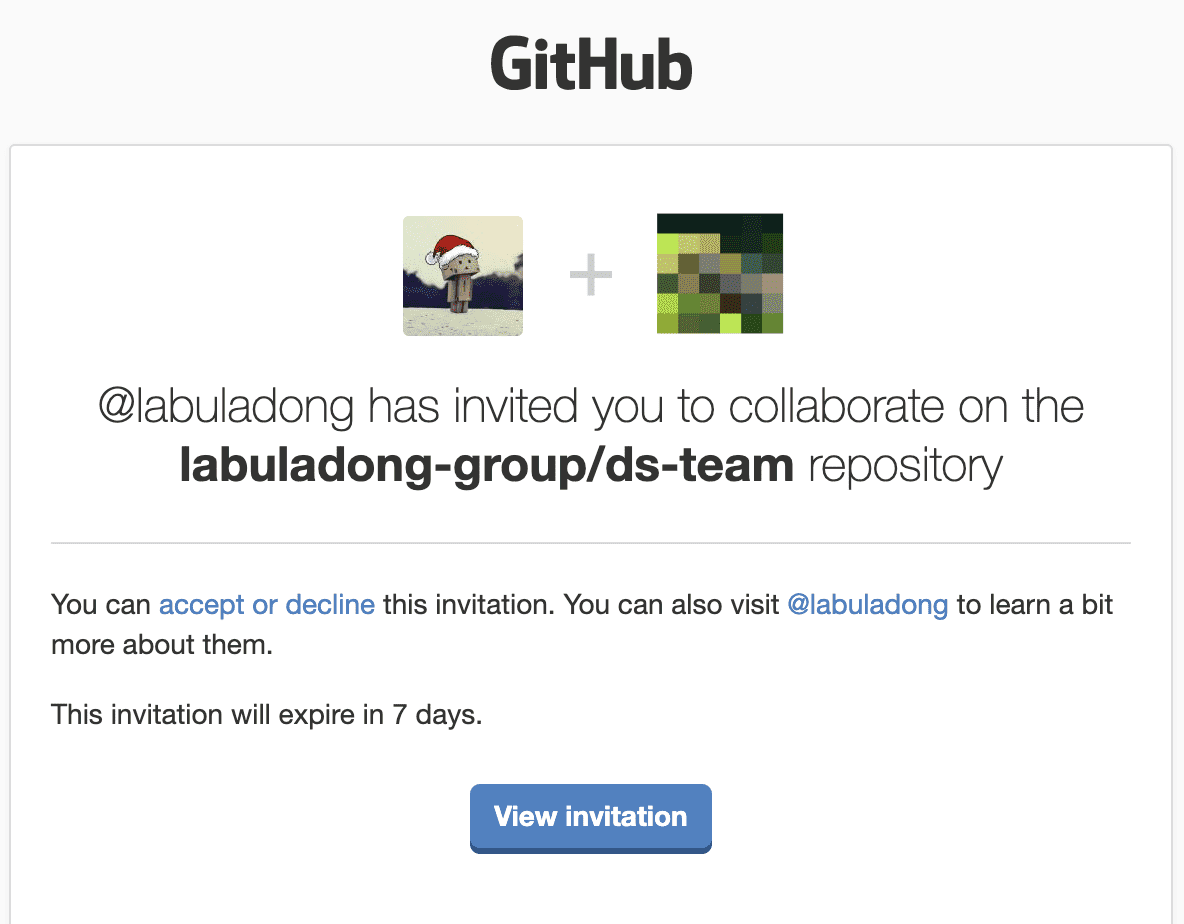 GitHub
@labuladong has invited you to collaborate on the
labuladong-group/ds-team repository
You can accept or decline this invitation. You can also visit @labuladong to learn a bit
more about them.
This invitation will expire in 7 days.
View invitation